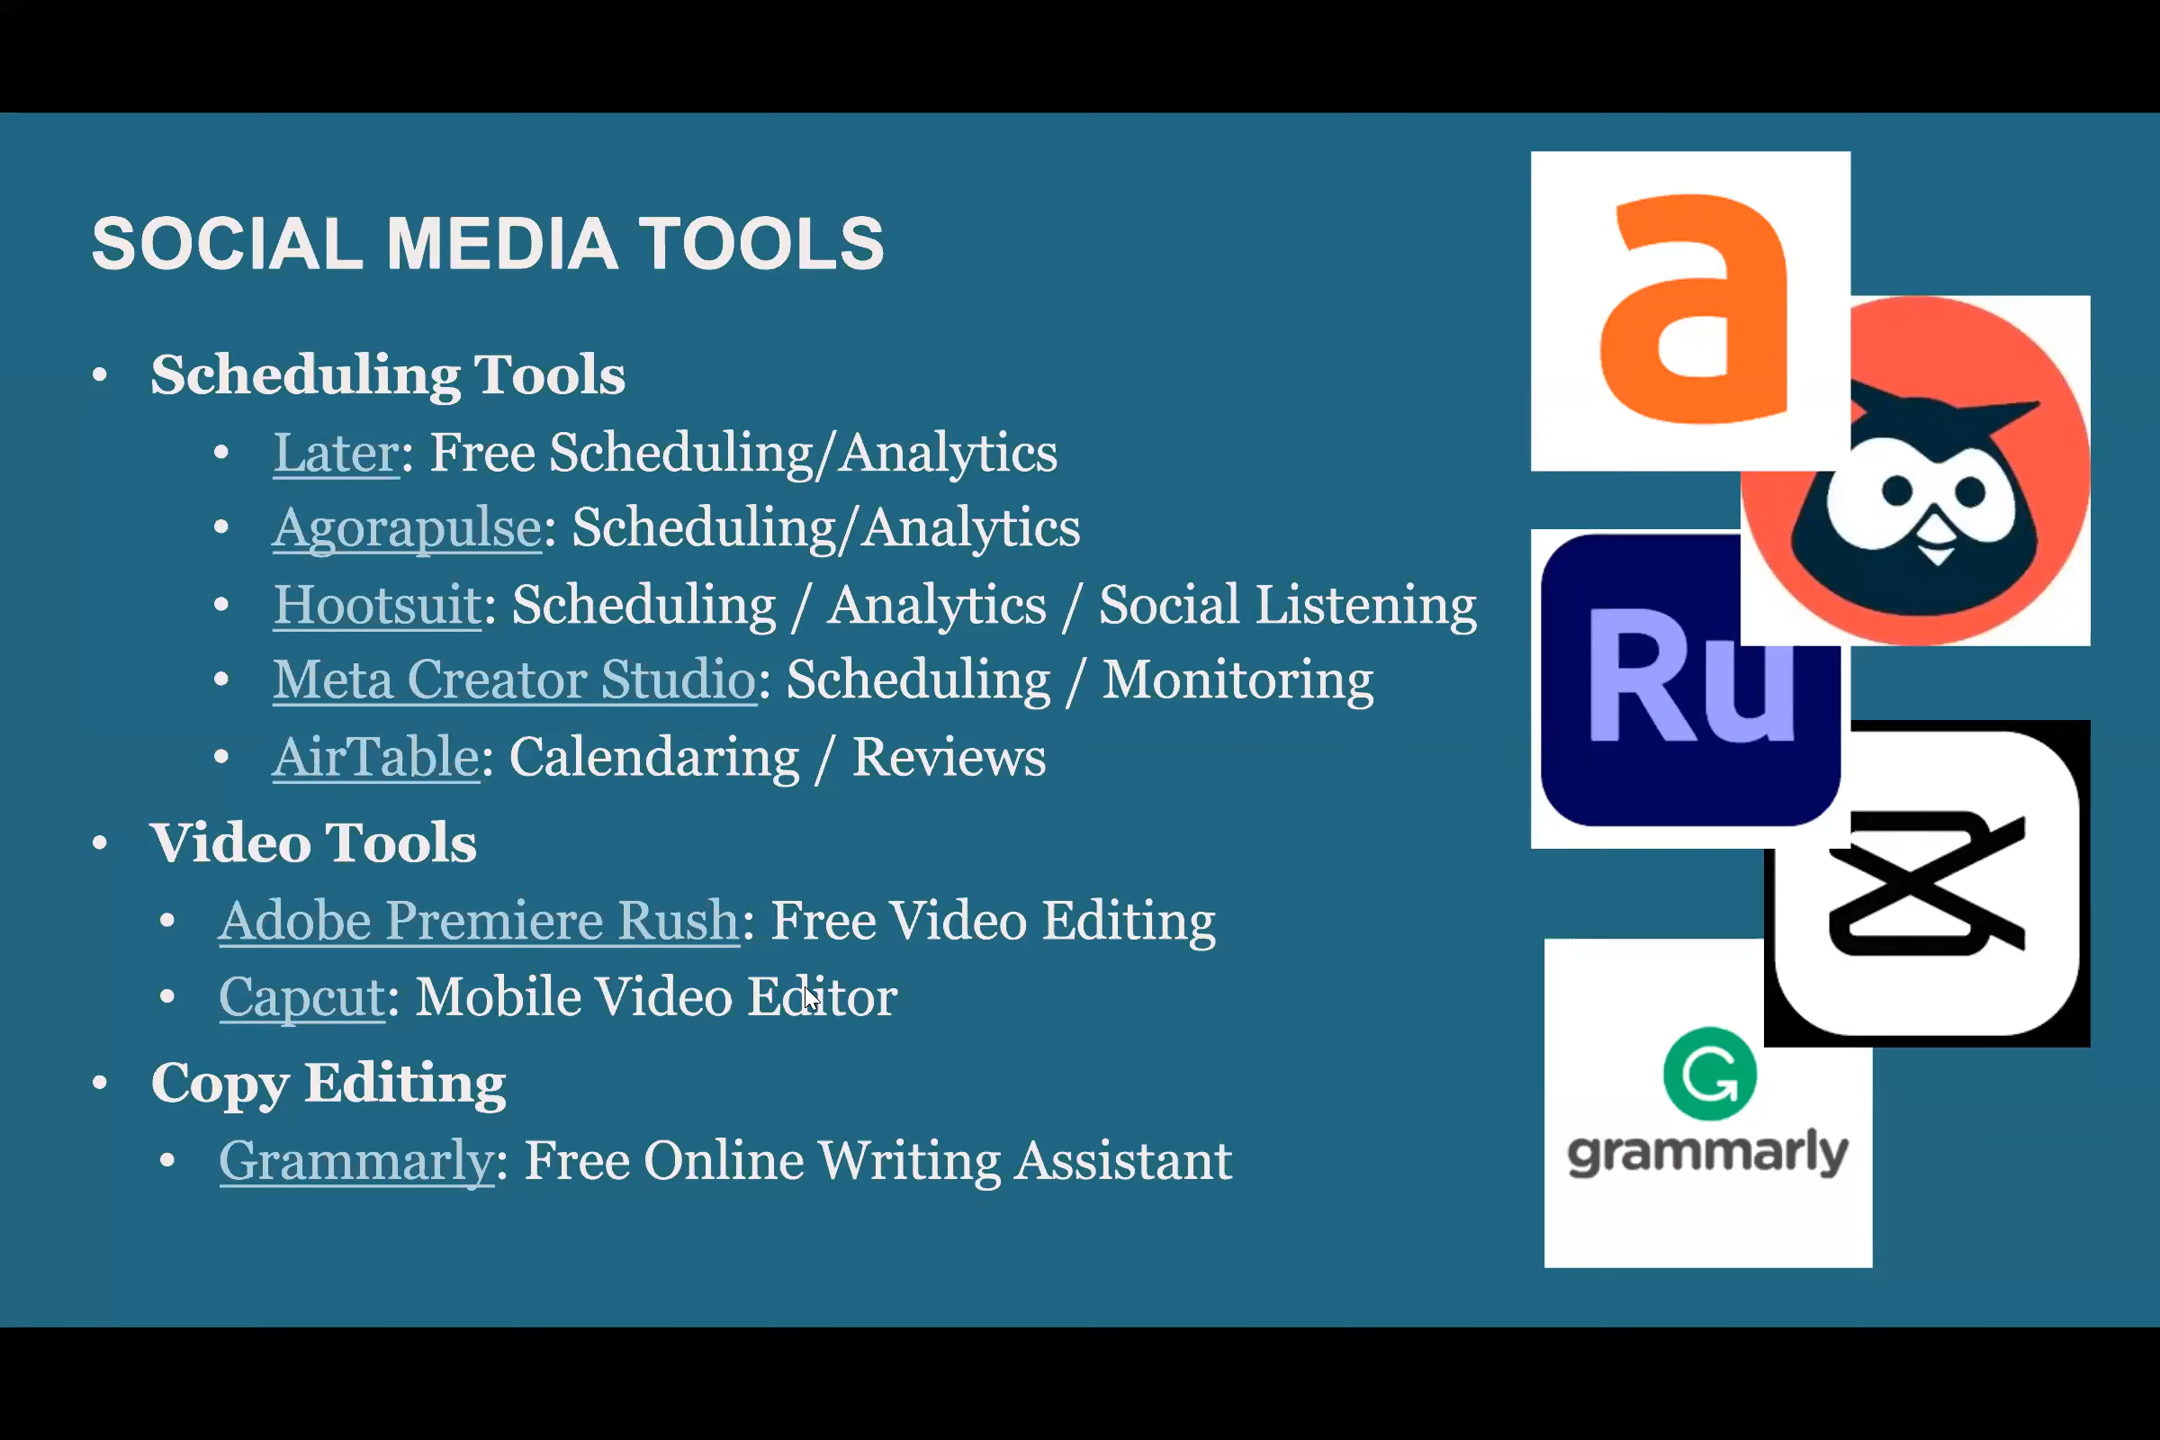 SOCIAL MEDIA TOOLS
• Scheduling Tools
• Later: Free Scheduling/Analytics
• Agorapulse: Scheduling/Analytics
• Hootsuit: Scheduling / Analytics / Social Listening
• Meta Creator Studio: Scheduling / Monitoring
• AirTable: Calendaring / Reviews
• Video Tools
• Adobe Premiere Rush: Free Video Editing
• Capcut: Mobile Video Editor
• Copy Editing
• Grammarly: Free Online Writing Assistant
a
Ru
G
grammarly